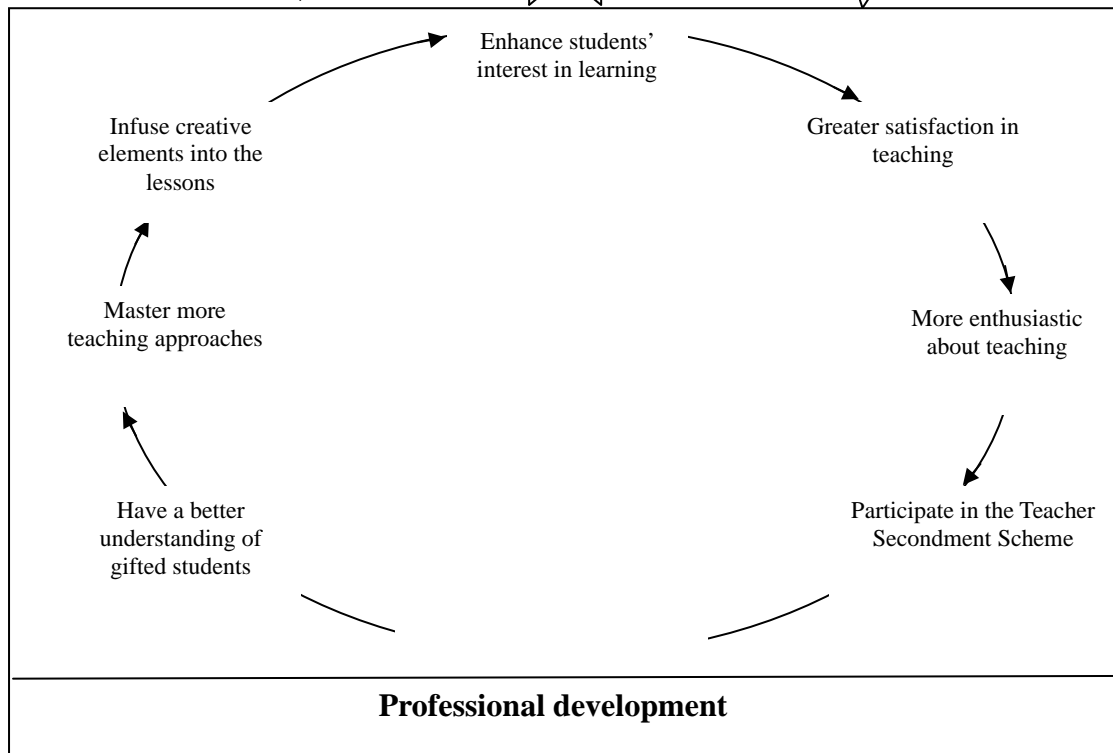 Enhance students’
interest in learning
Infuse creative
elements into the
lessons
Greater satisfaction in
teaching
Master more
teaching approaches
More enthusiastic
about teaching
Have a better
understanding of
gifted students
Participate in the Teacher
Secondment Scheme
Professional development